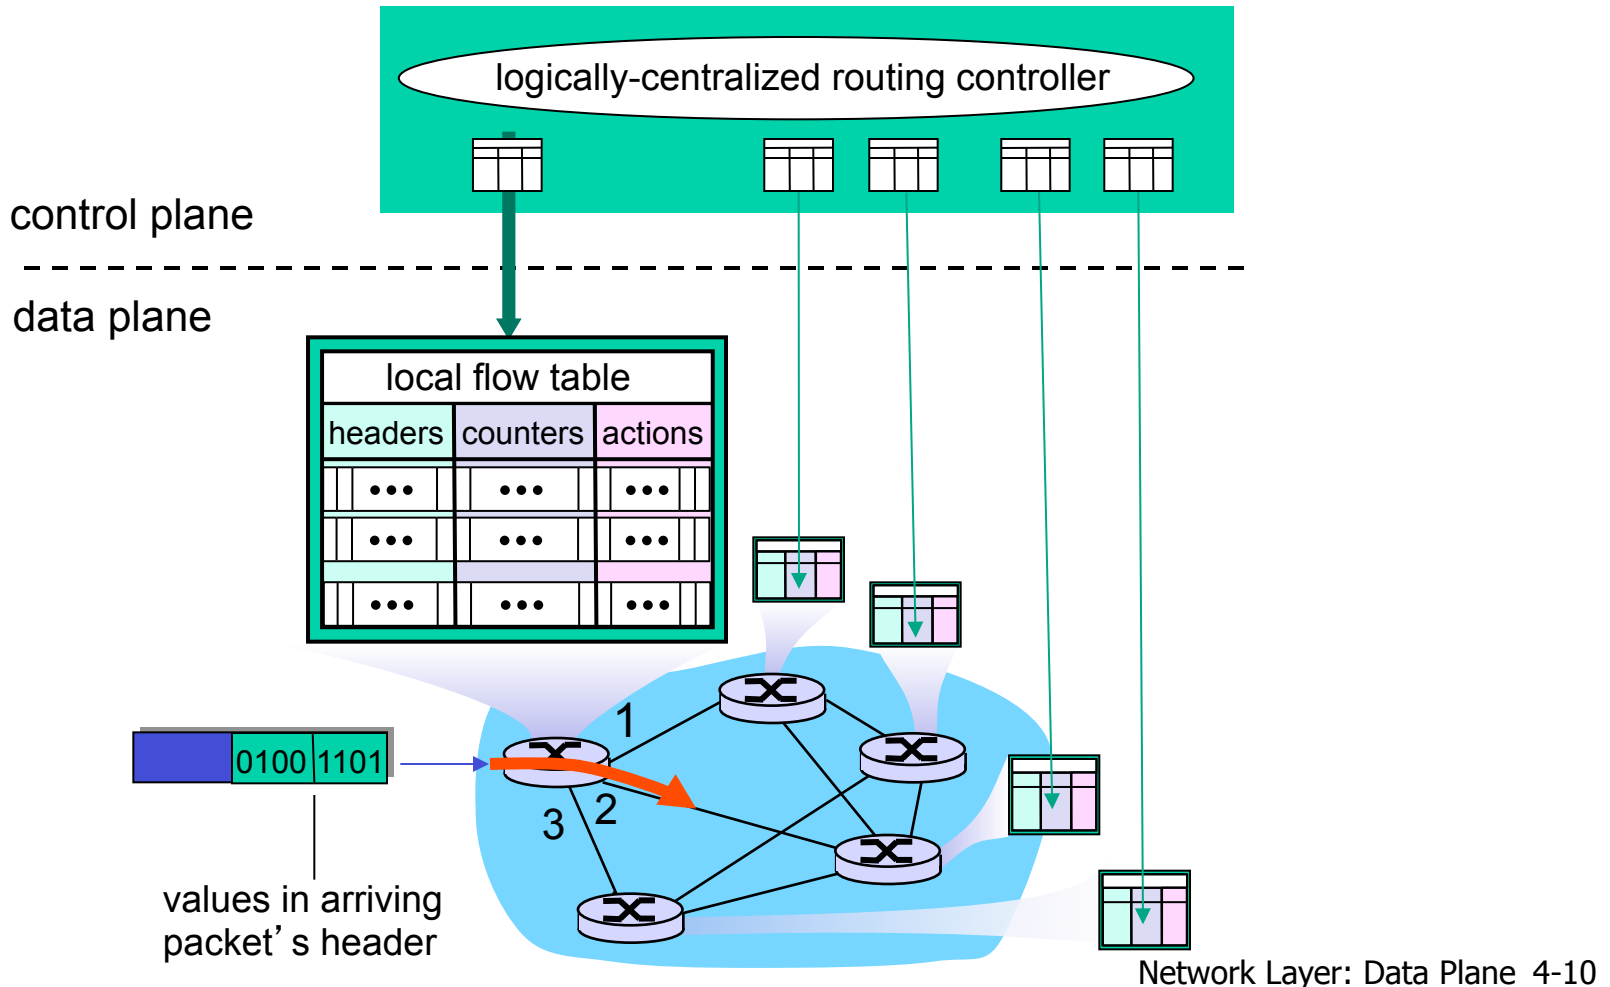 logically-centralized routing controller
control plane
data plane
local flow table
headers counters actions
1
0100 1101
2
3
values in arriving
packet’s header
Network Layer: Data Plane 4-10